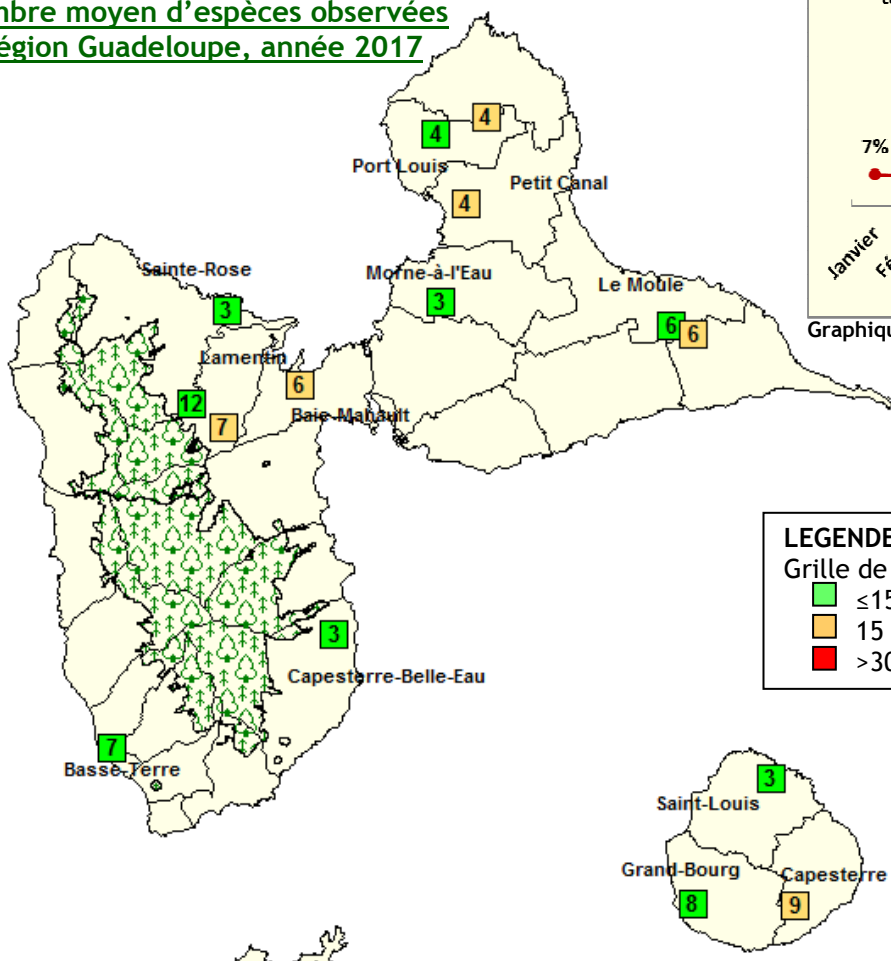 mbre moyen d'espèces observées
égion Guadeloupe, année 2017
7%
Janvier
Graphiqu
4
4
Port Louis
Petit Canal
4
Sainte-Rose
Morne-à-l'Eau
Le Moule
3
3
6
6
Lamentin
6
12
Baie-Mahault
7
LEGENDE
Grille de
≤15
15
>30
3
Capesterre-Belle-Eau
7
Basse-Terre
3
Saint-Louis
Grand-Bourg
Capesterre
8
9